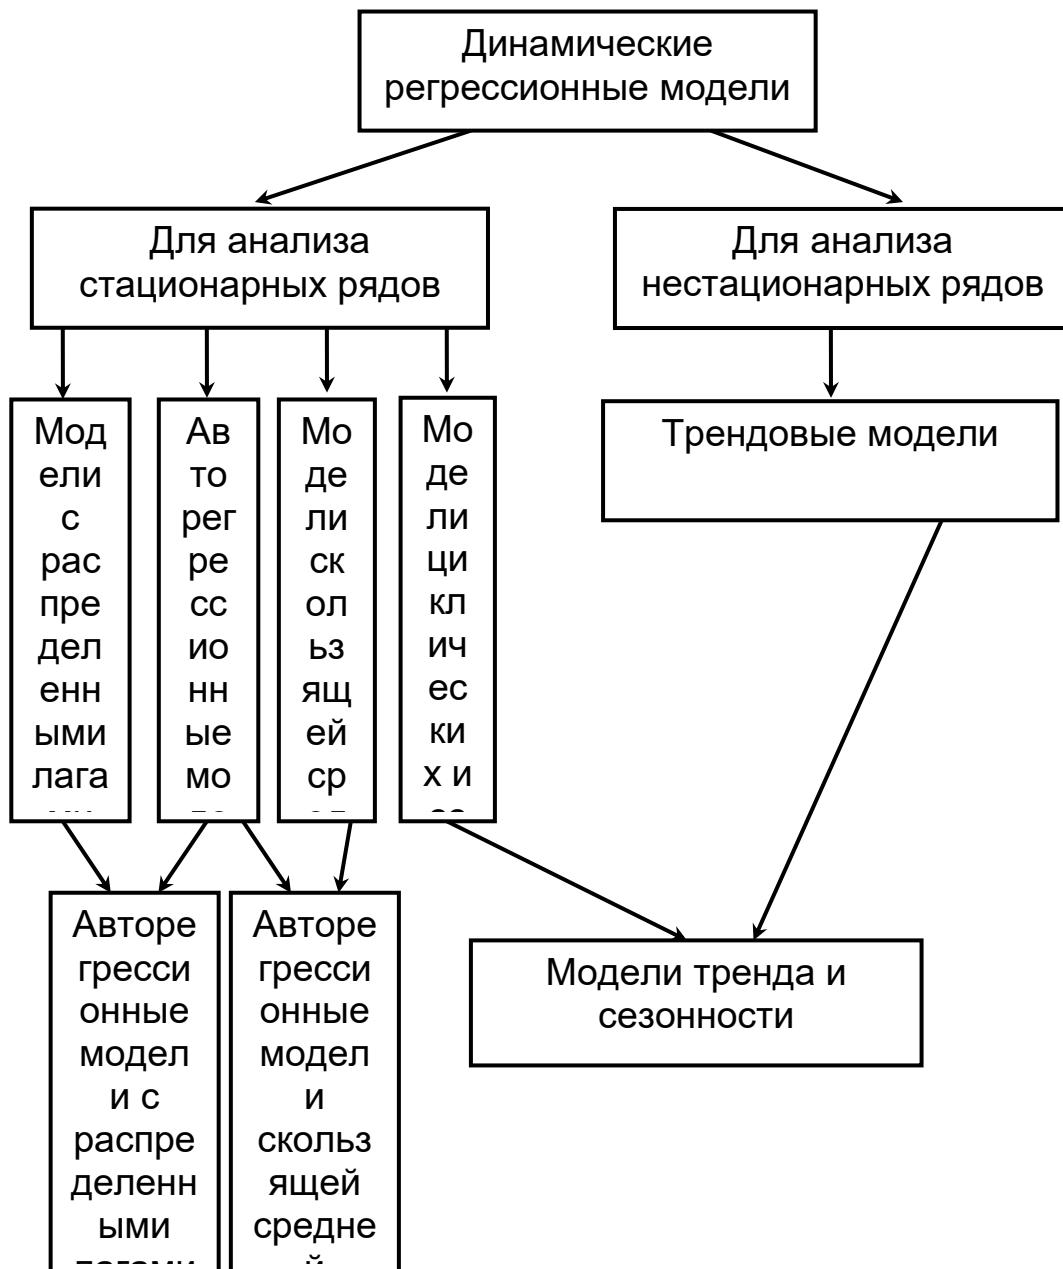 Динамические
регрессионные модели
Для анализа
стационарных рядов
Для анализа
нестационарных рядов
Мод
ели
с
рас
пре
дел
енн
ыми
лага
Ав
то
рег
ре
сс
ио
нн
ые
мо
Мо
де
ли
ск
ол
ьз
ящ
ей
ср
Мо
де
ли
ци
кл
ич
ес
ки
х и
Трендовые модели
Авторе
гресси
онные
модел
и с
распре
деленн
ыми
лагами
Авторе
гресси
онные
модел
и
скольз
ящей
средне
й
Модели тренда и
сезонности